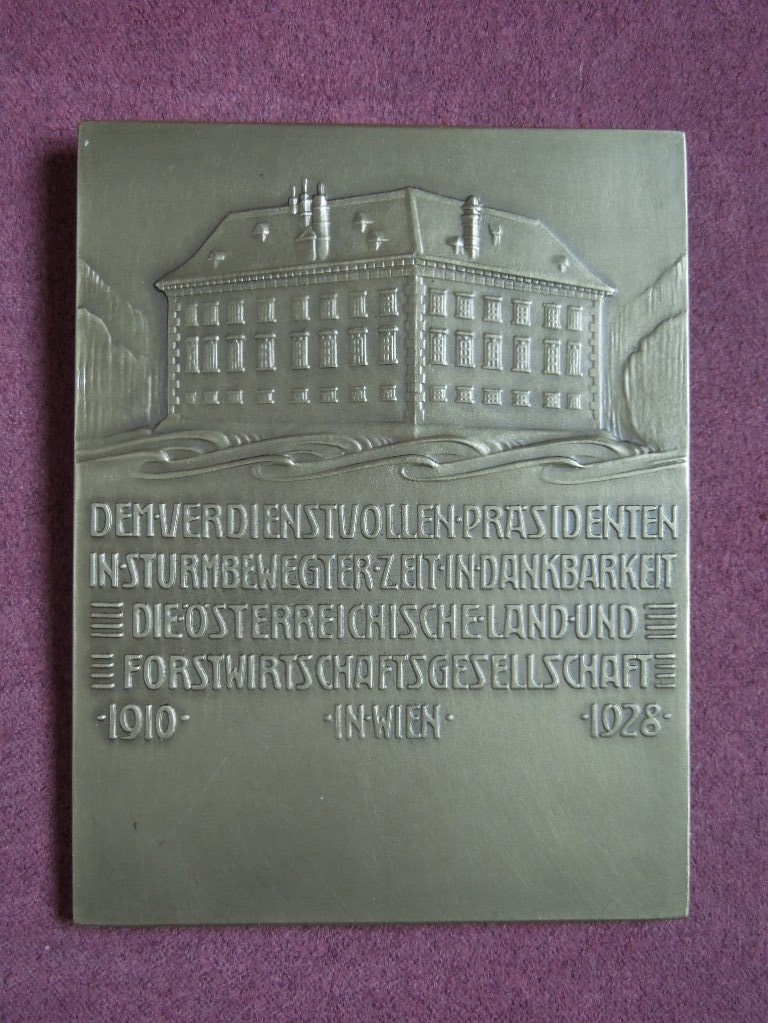 DEM·VERDIENSTVOLLEN·PRÄSIDENTEN
IN·STURMBEWEGTER·ZEIT·IN·DANKBARKEIT
DIE·ÖSTERREICHISCHE·LAND·UND
FORSTWIRTSCHAFTSGESELLSCHAFT
·1910· ·IN·WIEN· ·1928·